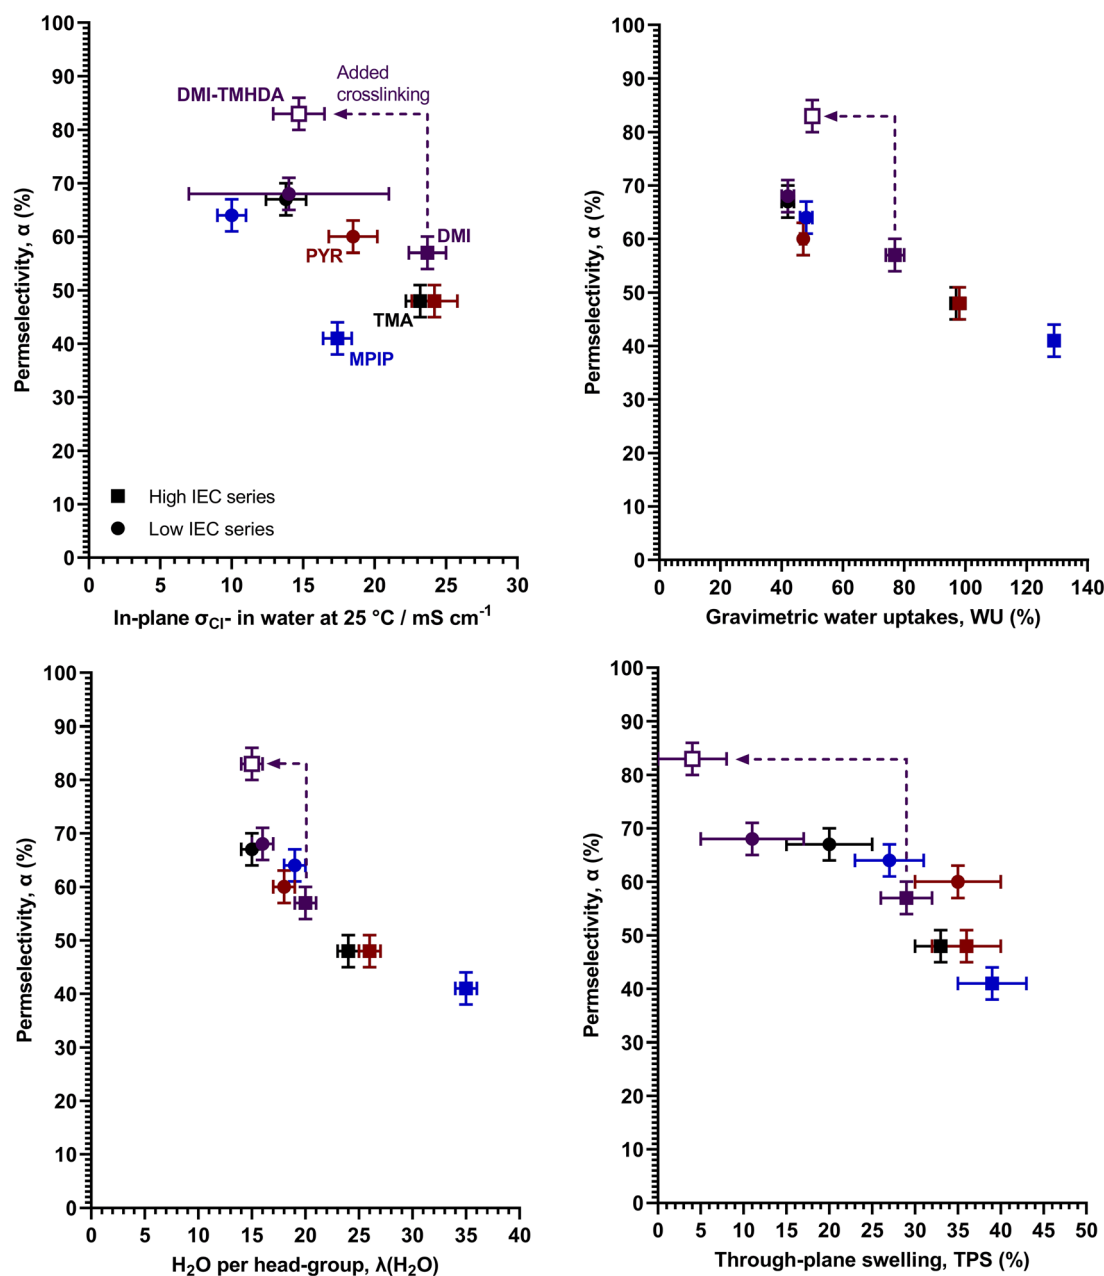 100
90
80
70
60
50
40
30
20
10
0
Permselectivity, α (%)
DMI-TMHDA
Added
crosslinking
PYR
DMI
TMA
MPIP
High IEC series
Low IEC series
0 5 10 15 20 25 30
In-plane σCl- in water at 25 °C / mS cm-1
100
90
80
70
60
50
40
30
20
10
0
Permselectivity, α (%)
0 20 40 60 80 100 120 140
Gravimetric water uptakes, WU (%)
100
90
80
70
60
50
40
30
20
10
0
Permselectivity, α (%)
0 5 10 15 20 25 30 35 40
H2O per head-group, λ(H2O)
100
90
80
70
60
50
40
30
20
10
0
Permselectivity, α (%)
0 5 10 15 20 25 30 35 40 45 50
Through-plane swelling, TPS (%)